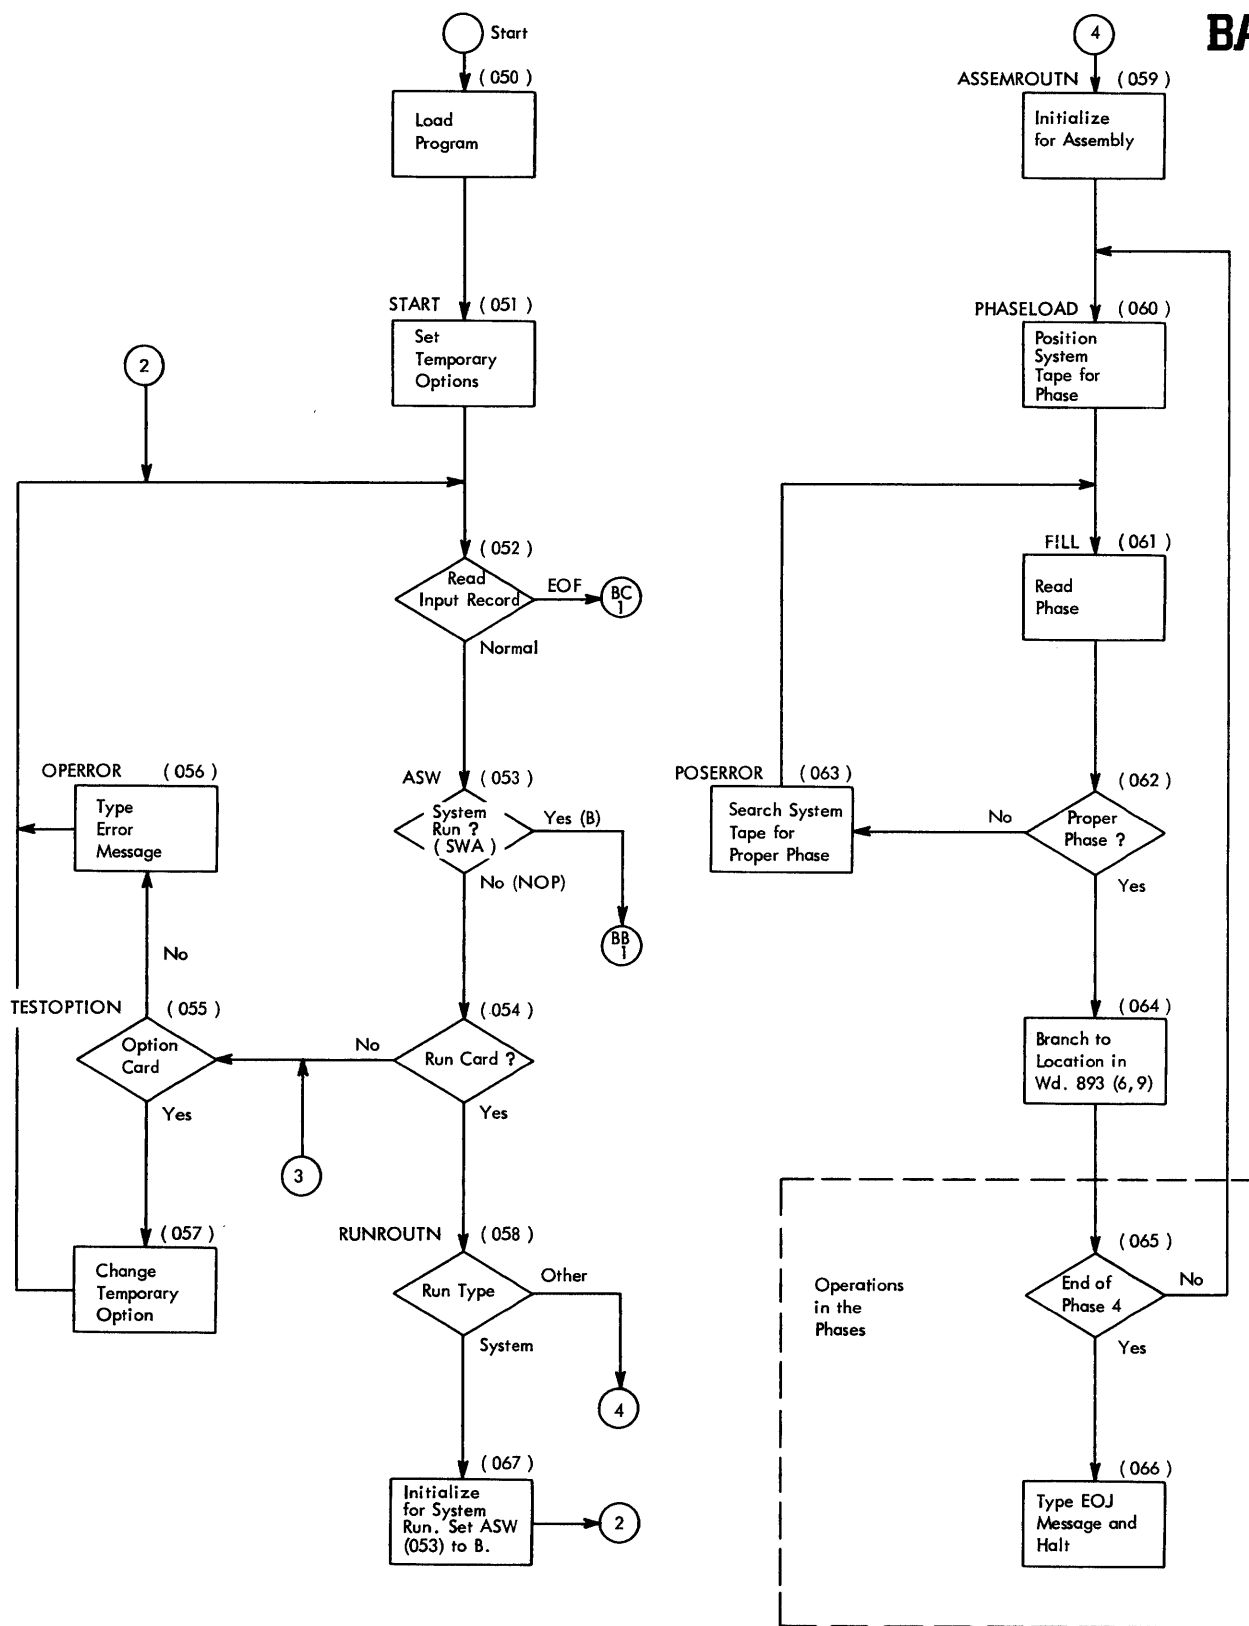 Start
(050)
Load
Program
START
(051)
Set
Temporary
Options
2
(052)
Read
Input Record
EOF
BC
1
Normal
OPERROR
(056)
Type
Error
Message
ASW
(053)
System
Run ?
(SWA)
Yes (B)
No (NOP)
BB
1
No
TESTOPTION
(055)
Option
Card
Yes
No
(054)
Run Card ?
Yes
3
(057)
Change
Temporary
Option
RUNROUTN
(058)
Run Type
Other
System
4
(067)
Initialize
for System
Run. Set ASW
(053) to B.
2
4
ASSEMROUTN
(059)
Initialize
for Assembly
PHASELOAD
(060)
Position
System
Tape for
Phase
FILL
(061)
Read
Phase
POSERROR
(063)
Search System
Tape for
Proper Phase
No
(062)
Proper
Phase ?
Yes
(064)
Branch to
Location in
Wd. 893 (6,9)
Operations
in the
Phases
(065)
End of
Phase 4
No
Yes
(066)
Type EOJ
Message and
Halt
BA